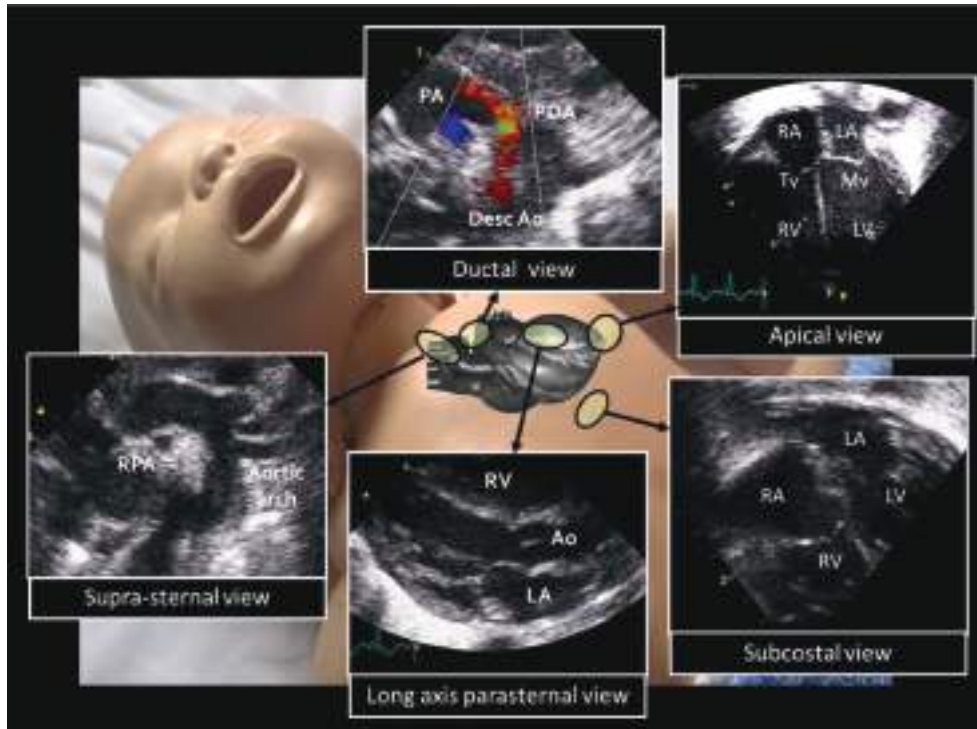 PA
PDA
Desc Ao
Ductal view
RA LA
Tv Mv
RV LV
Apical view
RPA
Aortic
arch
Supra-sternal view
RV
Ao
LA
Long axis parasternal view
LA
RA LV
RV
Subcostal view